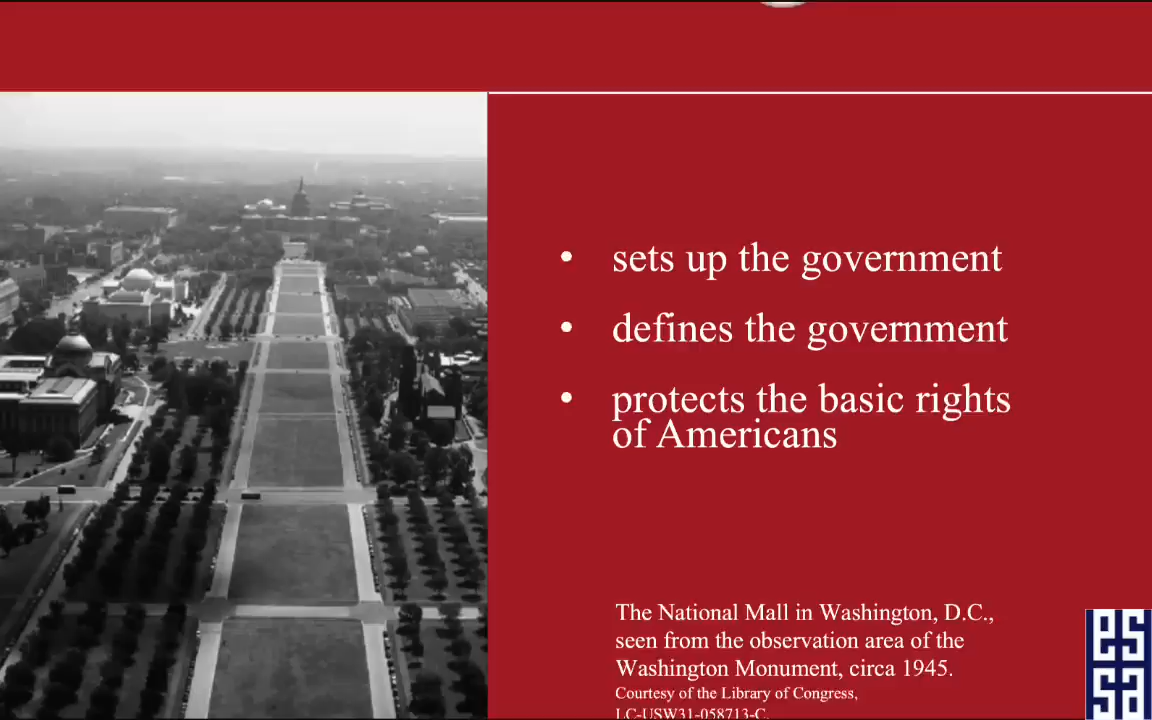 • sets up the government
• defines the government
• protects the basic rights
of Americans
The National Mall in Washington, D.C.,
seen from the observation area of the
Washington Monument, circa 1945.
Courtesy of the Library of Congress,
LC-USW31-058713-C.
essa